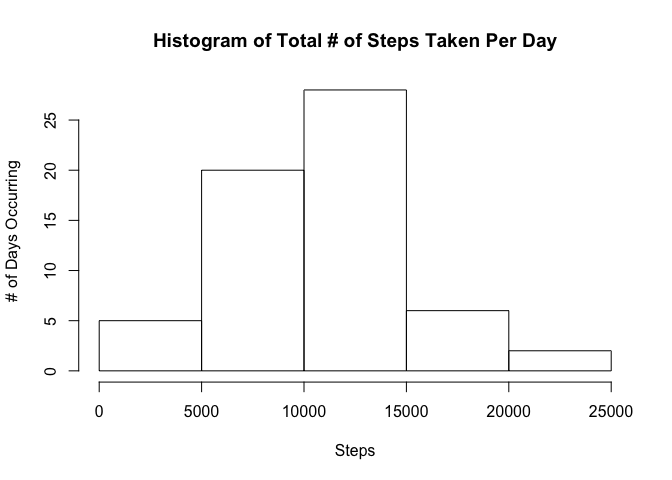 Histogram of Total # of Steps Taken Per Day
# of Days Occurring
25
20
15
10
5
0
0 5000 10000 15000 20000 25000
Steps